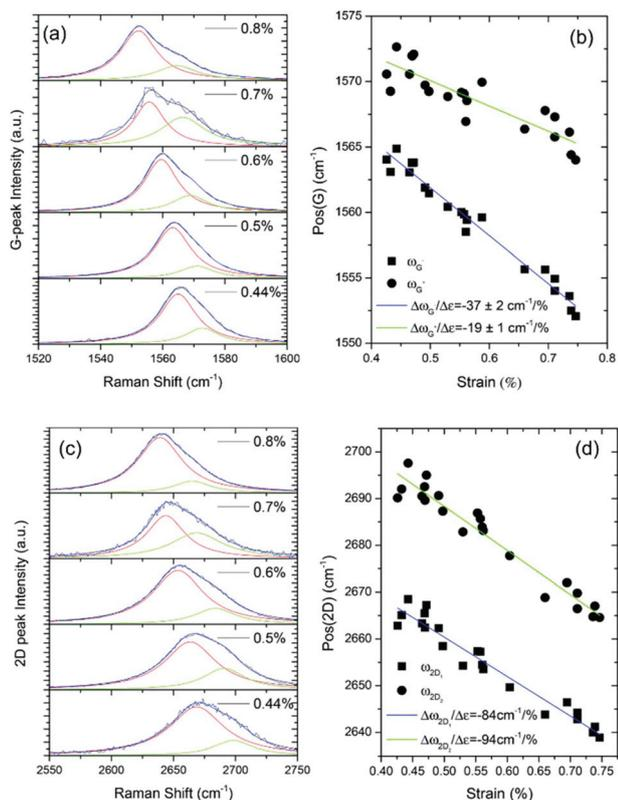 (a)
0.8%
0.7%
0.6%
0.5%
0.44%
G-peak Intensity (a.u.)
1520 1540 1560 1580 1600
Raman Shift (cm⁻¹)
(b)
1575
1570
1565
1560
1555
1550
Pos(G) (cm⁻¹)
ω_G⁻
ω_G⁺
Δω_G⁻/Δε=-37 ± 2 cm⁻¹/%
Δω_G⁺/Δε=-19 ± 1 cm⁻¹/%
0.4 0.5 0.6 0.7 0.8
Strain (%)
(c)
0.8%
0.7%
0.6%
0.5%
0.44%
2D peak Intensity (a.u.)
2550 2600 2650 2700 2750
Raman Shift (cm⁻¹)
(d)
2700
2690
2680
2670
2660
2650
2640
Pos(2D) (cm⁻¹)
ω_2D₁
ω_2D₂
Δω_2D₁/Δε=-84cm⁻¹/%
Δω_2D₂/Δε=-94cm⁻¹/%
0.40 0.45 0.50 0.55 0.60 0.65 0.70 0.75
Strain (%)